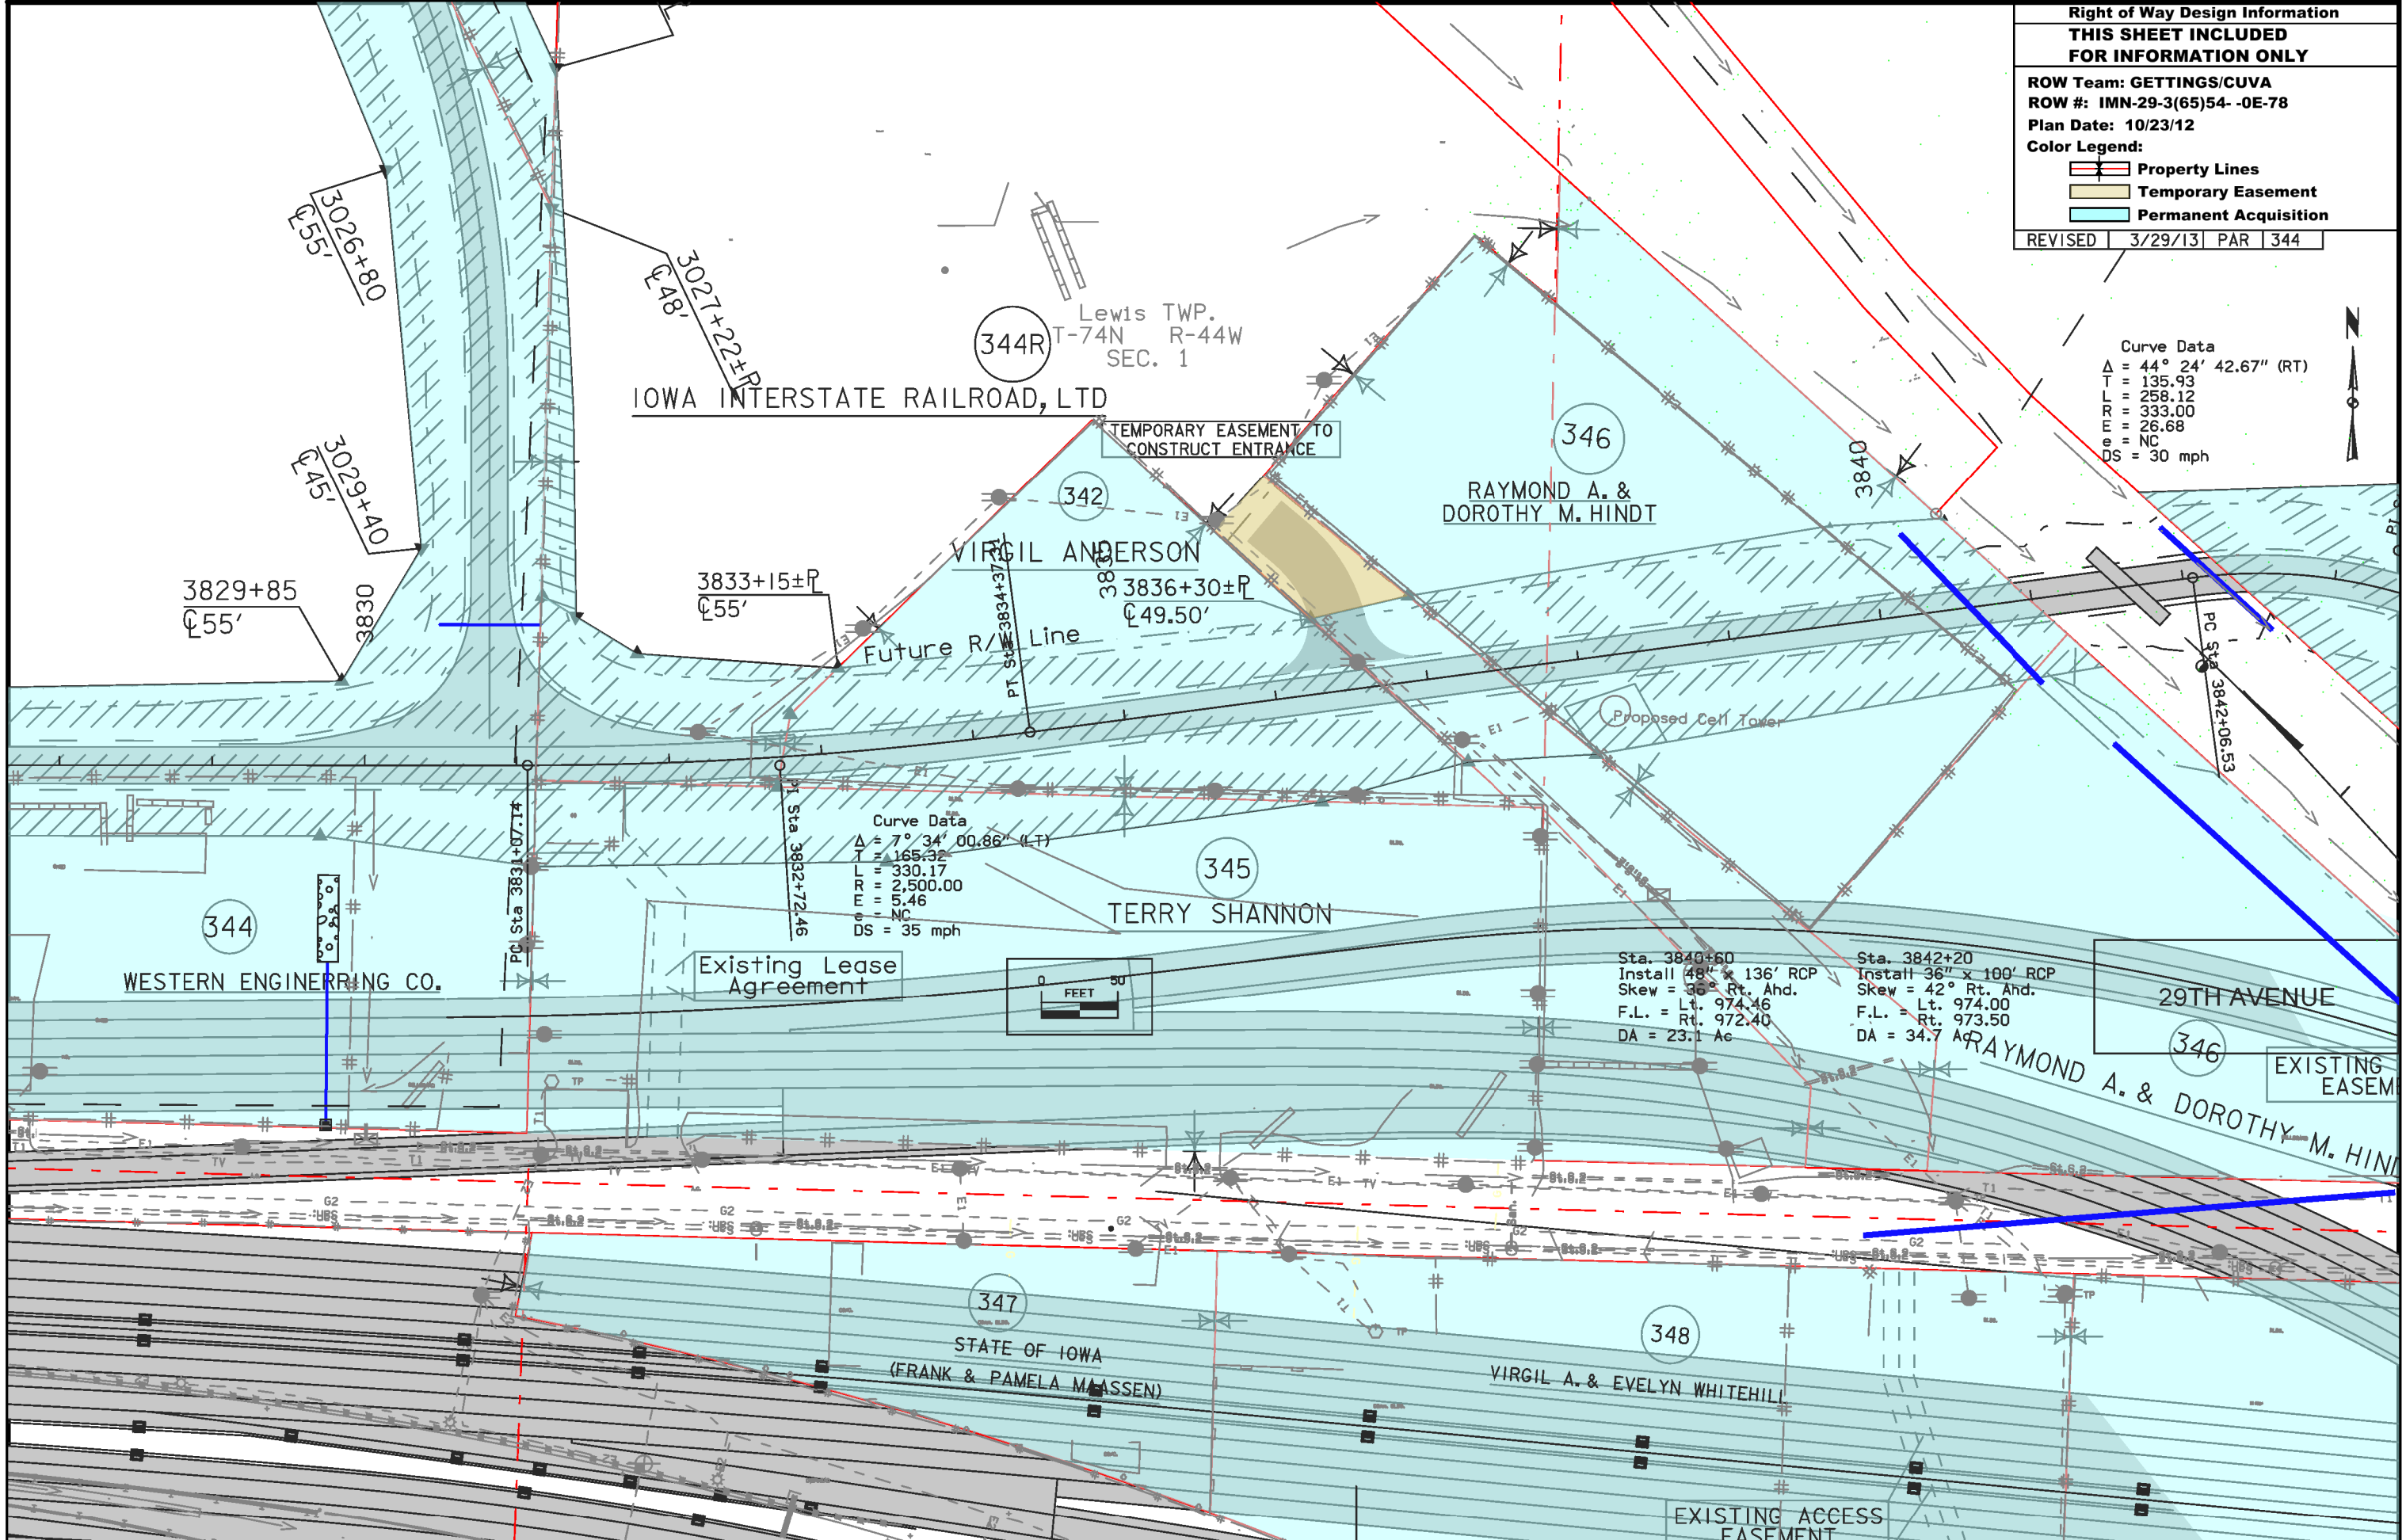 Right of Way Design Information
THIS SHEET INCLUDED
FOR INFORMATION ONLY
ROW Team: GETTINGS/CUVA
ROW #: IMN-29-3(65)54- -0E-78
Plan Date: 10/23/12
Color Legend:
Property Lines
Temporary Easement
Permanent Acquisition
REVISED 3/29/13 PAR 344
N
3026+80
℄55'
3027+22±℄
℄48'
3029+40
℄45'
3829+85
℄55'
3830
344R
Lewis TWP.
T-74N R-44W
SEC. 1
IOWA INTERSTATE RAILROAD, LTD
TEMPORARY EASEMENT TO
CONSTRUCT ENTRANCE
342
VIRGIL ANDERSON
346
RAYMOND A. &
DOROTHY M. HINDT
3840
Curve Data
Δ = 44° 24' 42.67" (RT)
T = 135.93
L = 258.12
R = 333.00
E = 26.68
e = NC
DS = 30 mph
3833+15±℄
℄55'
Future R/W Line
PT Sta 3834+37.31
3835
3836+30±℄
℄49.50'
Proposed Cell Tower
PC Sta 3842+06.53
PC Sta 3831+07.14
PI Sta 3832+72.46
Curve Data
Δ = 7° 34' 00.86" (LT)
T = 165.32
L = 330.17
R = 2,500.00
E = 5.46
e = NC
DS = 35 mph
344
WESTERN ENGINERRING CO.
345
TERRY SHANNON
Existing Lease
Agreement
0 50
FEET
Sta. 3840+60
Install 48" x 136' RCP
Skew = 36° Rt. Ahd.
F.L. = Lt. 974.46
Rt. 972.40
DA = 23.1 Ac
Sta. 3842+20
Install 36" x 100' RCP
Skew = 42° Rt. Ahd.
F.L. = Lt. 974.00
Rt. 973.50
DA = 34.7 Ac
29TH AVENUE
346
RAYMOND A. & DOROTHY M. HIND
EXISTING
EASEM
TP
347
STATE OF IOWA
(FRANK & PAMELA MAASSEN)
348
VIRGIL A. & EVELYN WHITEHILL
TP
TP
EXISTING ACCESS
EASEMENT